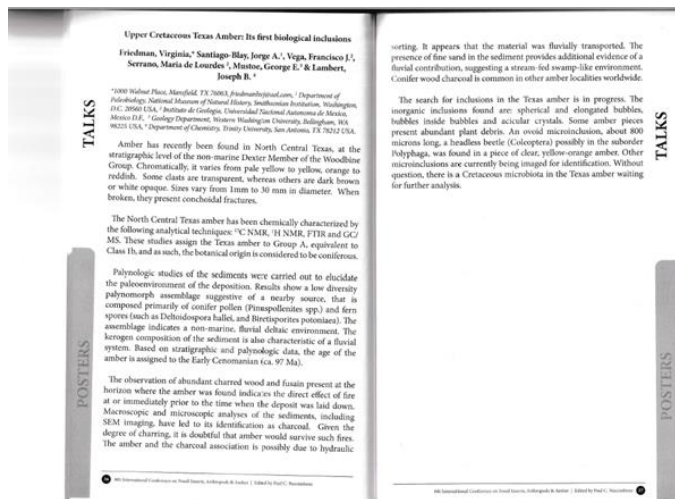 Upper Cretaceous Texas Amber: Its first biological inclusions
Friedman, Virginia,* Santiago-Blay, Jorge A.¹, Vega, Francisco J.²,
Serrano, Maria de Lourdes ², Mustoe, George E.³ & Lambert,
Joseph B. ⁴
*1000 Walnut Place, Mansfield, TX 76063, ¹ Department of
Paleobiology, National Museum of Natural History, Smithsonian Institution, Washington,
D.C. 20560 USA, ² Instituto de Geología, Universidad Nacional Autonoma de Mexico,
Mexico D.F., ³ Geology Department, Western Washington University, Bellingham, WA
98225 USA, ⁴ Department of Chemistry, Trinity University, San Antonio, TX 78212 USA.
TALKS
Amber has recently been found in North Central Texas, at the
stratigraphic level of the non-marine Dexter Member of the Woodbine
Group. Chromatically, it varies from pale yellow to yellow, orange to
reddish. Some clasts are transparent, whereas others are dark brown
or white opaque. Sizes vary from 1mm to 30 mm in diameter. When
broken, they present conchoidal fractures.
The North Central Texas amber has been chemically characterized by
the following analytical techniques: ¹³C NMR, ¹H NMR, FTIR and GC/
MS. These studies assign the Texas amber to Group A, equivalent to
Class Ib, and as such, the botanical origin is considered to be coniferous.
Palynologic studies of the sediments were carried out to elucidate
the paleoenvironment of the deposition. Results show a low diversity
palynomorph assemblage suggestive of a nearby source, that is
composed primarily of conifer pollen (Pinuspollenites spp.) and fern
spores (such as Deltoidospora hallei, and Biretisporites potoniaea). The
assemblage indicates a non-marine, fluvial deltaic environment. The
kerogen composition of the sediment is also characteristic of a fluvial
system. Based on stratigraphic and palynologic data, the age of the
amber is assigned to the Early Cenomanian (ca. 97 Ma).
POSTERS
The observation of abundant charred wood and fusain present at the
horizon where the amber was found indicates the direct effect of fire
at or immediately prior to the time when the deposit was laid down.
Macroscopic and microscopic analyses of the sediments, including
SEM imaging, have led to its identification as charcoal. Given the
degree of charring, it is doubtful that amber would survive such fires.
The amber and the charcoal association is possibly due to hydraulic
International Conference on Fossil Insects, Arthropods & Amber | Edited by Paul C.
sorting. It appears that the material was fluvially transported. The
presence of fine sand in the sediment provides additional evidence of a
fluvial contribution, suggesting a stream-fed swamp-like environment.
Conifer wood charcoal is common in other amber localities worldwide.
The search for inclusions in the Texas amber is in progress. The
inorganic inclusions found are: spherical and elongated bubbles,
bubbles inside bubbles and acicular crystals. Some amber pieces
present abundant plant debris. An ovoid microinclusion, about 800
microns long, a headless beetle (Coleoptera) possibly in the suborder
Polyphaga, was found in a piece of clear, yellow-orange amber. Other
microinclusions are currently being imaged for identification. Without
question, there is a Cretaceous microbiota in the Texas amber waiting
for further analysis.
TALKS
POSTERS
International Conference on Fossil Insects, Arthropods & Amber | Edited by Paul C.